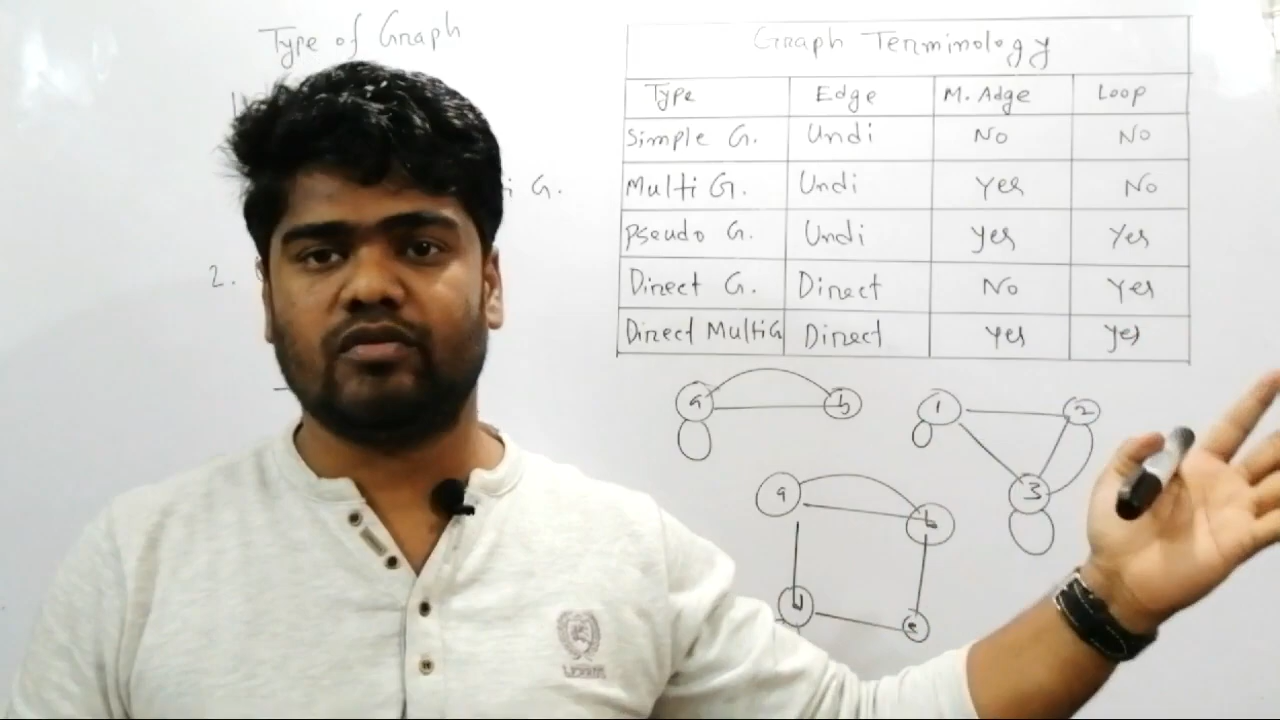 Type of Graph
i G.
2.
Graph Terminology
Type Edge M. Adge Loop
Simple G. Undi No No
Multi G. Undi Yes No
Pseudo G. Undi Yes Yes
Direct G. Direct No Yes
Direct MultiG Direct Yes Yes
a b
1 2
3
a b
d c